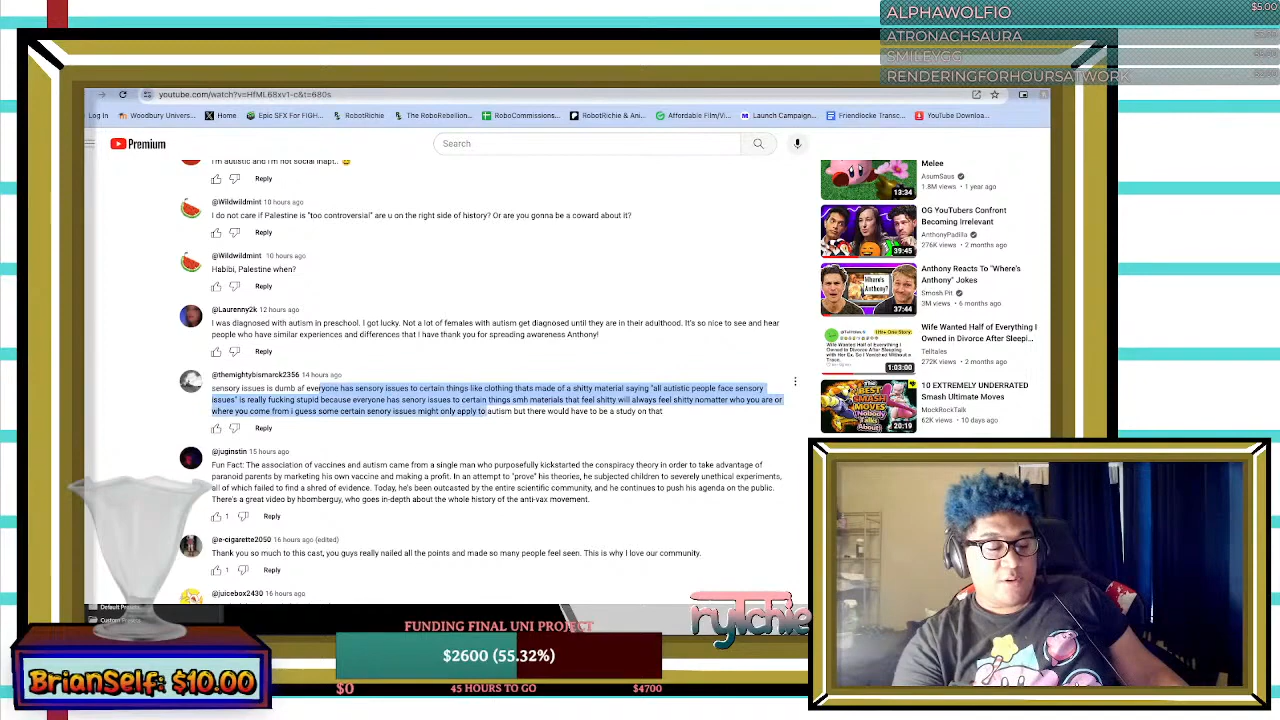 ALPHAWOLFIO $5.00
ATRONACHSAURA
SMILEYGG
RENDERINGFORHOURSATWORK
youtube.com/watch?v=HfML68xv1-c&t=680s
Log In Woodbury Univers... Home Epic SFX For FIGH... RobotRichie The RoboRebellion... RoboCommissions... RobotRichie & Ani... Affordable Film/Vi... Launch Campaign... Friendlocke Transc... YouTube Downloa...
Premium
Search
I'm autistic and I'm not social inapt.
Reply
@Wildwildmint 10 hours ago
I do not care if Palestine is "too controversial" are u on the right side of history? Or are you gonna be a coward about it?
Reply
@Wildwildmint 10 hours ago
Habibi, Palestine when?
Reply
@Laurenny2k 12 hours ago
I was diagnosed with autism in preschool. I got lucky. Not a lot of females with autism get diagnosed until they are in their adulthood. It's so nice to see and hear
people who have similar experiences and differences that I have thank you for spreading awareness Anthony!
Reply
@themightybismarck2356 14 hours ago
sensory issues is dumb af everyone has sensory issues to certain things like clothing thats made of a shitty material saying "all autistic people face sensory
issues" is really fucking stupid because everyone has senory issues to certain things smh materials that feel shitty will always feel shitty nomatter who you are or
where you come from i guess some certain senory issues might only apply to autism but there would have to be a study on that
Reply
@juginstin 15 hours ago
Fun Fact: The association of vaccines and autism came from a single man who purposefully kickstarted the conspiracy theory in order to take advantage of
paranoid parents by marketing his own vaccine and making a profit. In an attempt to "prove" his theories, he subjected children to severely unethical experiments,
all of which failed to find a shred of evidence. Today, he's been outcasted by the entire scientific community, and he continues to push his agenda on the public.
There's a great video by hbomberguy, who goes in-depth about the whole history of the anti-vax movement.
1 Reply
@e-cigarette2050 16 hours ago (edited)
Thank you so much to this cast, you guys really nailed all the points and made so many people feel seen. This is why I love our community.
1 Reply
@juicebox2430 16 hours ago
Melee
AsumSaus
1.8M views • 1 year ago
13:34
OG YouTubers Confront
Becoming Irrelevant
AnthonyPadilla
276K views • 2 months ago
39:45
Anthony Reacts To "Where's
Anthony?" Jokes
Smosh Pit
3M views • 6 months ago
37:44
Wife Wanted Half of Everything I
Owned in Divorce After Sleepi...
Telltales
272K views • 2 months ago
1:03:00
10 EXTREMELY UNDERRATED
Smash Ultimate Moves
MockRockTalk
62K views • 10 days ago
THE BEST
SMASH MOVES
20:19
Default Presets
Custom Presets
rytchie
FUNDING FINAL UNI PROJECT
$2600 (55.32%)
$0 45 HOURS TO GO $4700
BrianSelf: $10.00